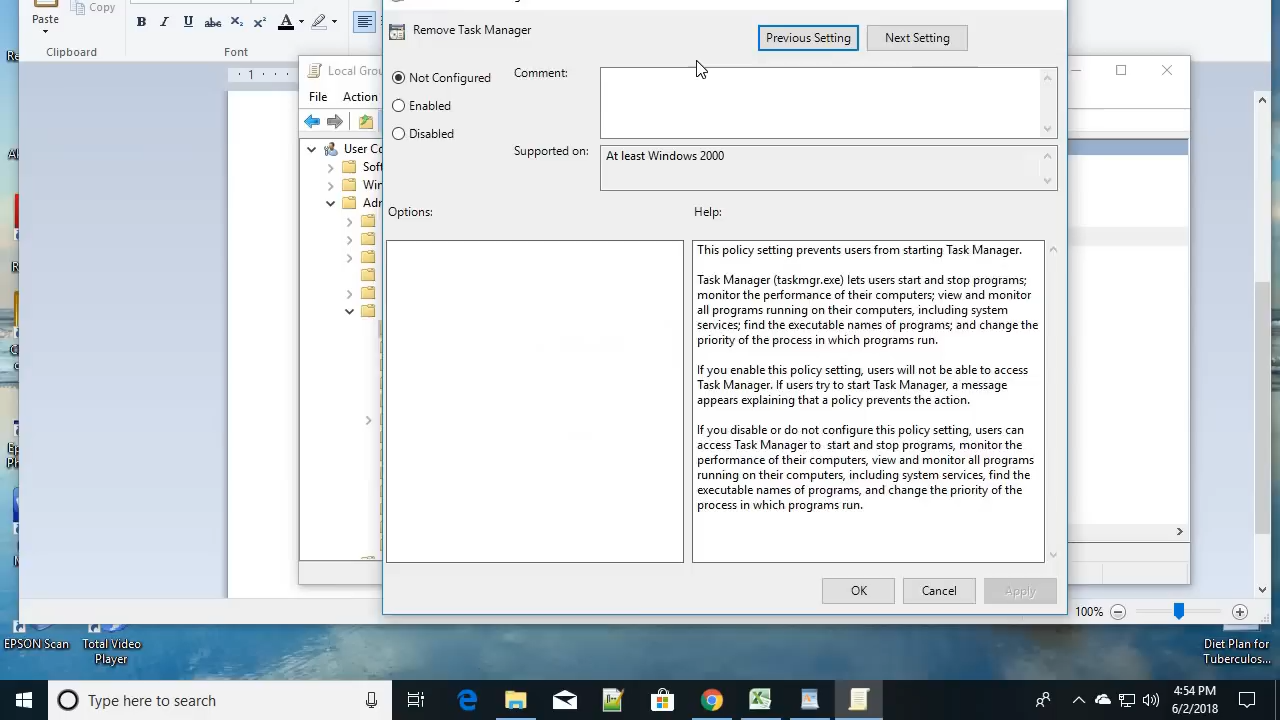 Paste
Copy
Clipboard
B I U abc X₂ X² A
Font
1
Remove Task Manager
Previous Setting
Next Setting
Not Configured
Enabled
Disabled
Comment:
Supported on:
At least Windows 2000
Options:
Help:
This policy setting prevents users from starting Task Manager.
Task Manager (taskmgr.exe) lets users start and stop programs;
monitor the performance of their computers; view and monitor
all programs running on their computers, including system
services; find the executable names of programs; and change the
priority of the process in which programs run.
If you enable this policy setting, users will not be able to access
Task Manager. If users try to start Task Manager, a message
appears explaining that a policy prevents the action.
If you disable or do not configure this policy setting, users can
access Task Manager to start and stop programs, monitor the
performance of their computers, view and monitor all programs
running on their computers, including system services, find the
executable names of programs, and change the priority of the
process in which programs run.
OK
Cancel
Apply
Local Grou
File
Action
User Co
Soft
Win
Adm
100%
EPSON Scan
Total Video
Player
Diet Plan for
Tuberculos...
Type here to search
4:54 PM
6/2/2018